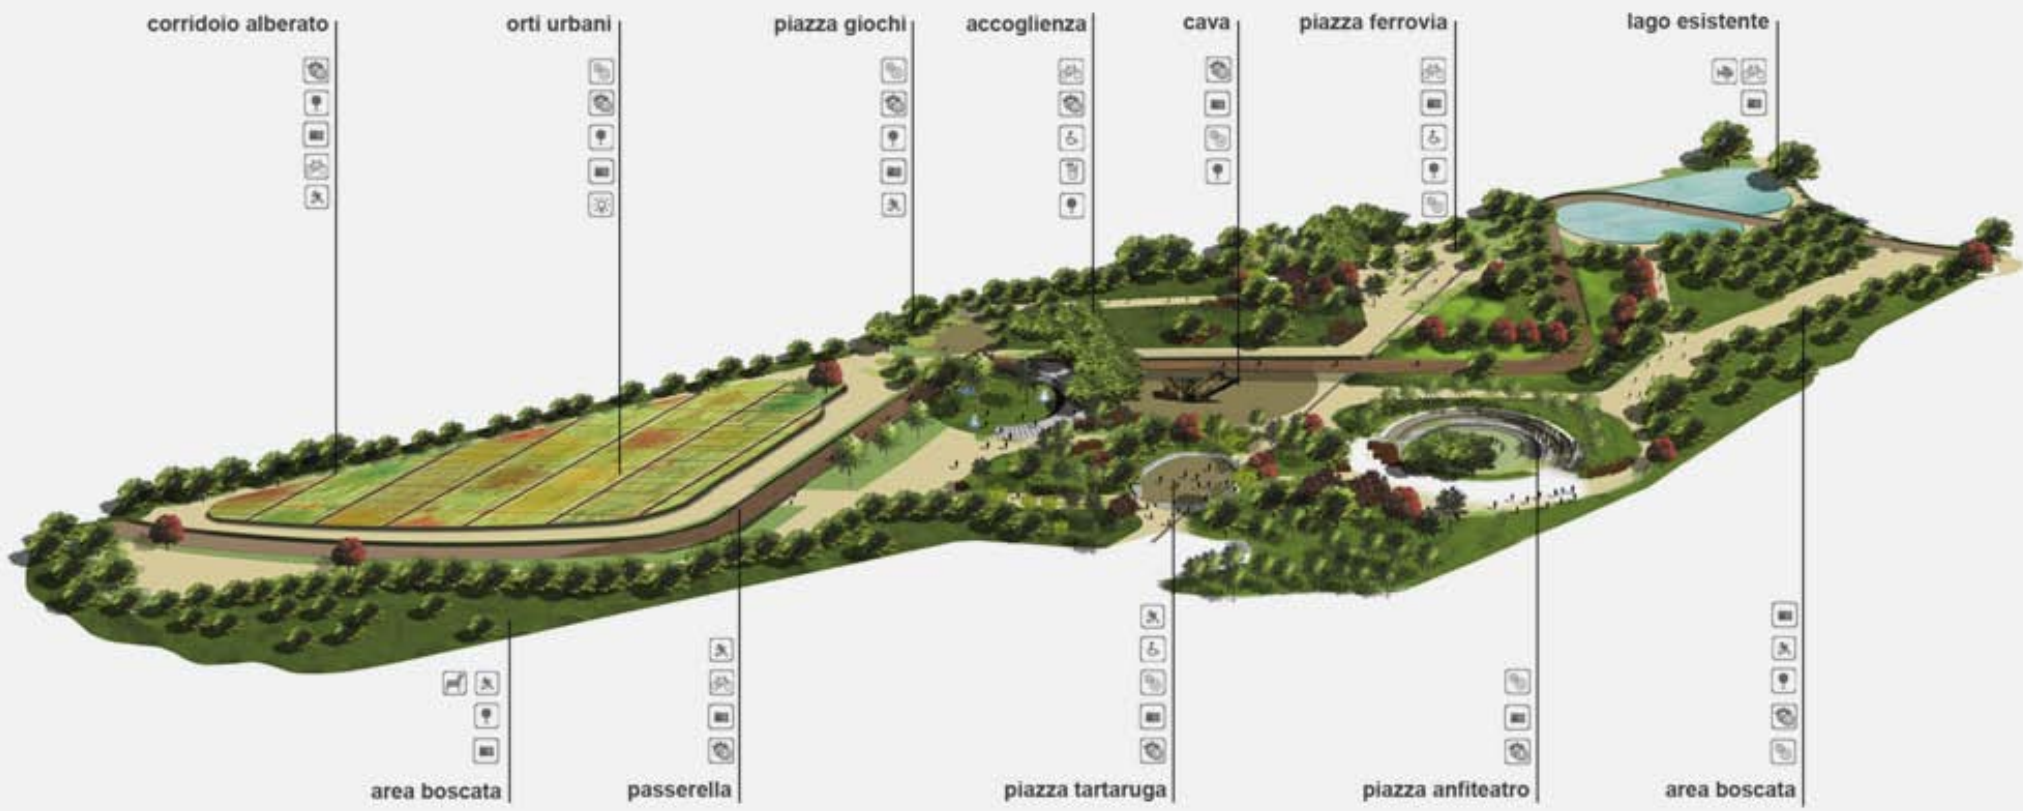 corridoio alberato
orti urbani
piazza giochi
accoglienza
cava
piazza ferrovia
lago esistente
area boscata
passerella
piazza tartaruga
piazza anfiteatro
area boscata